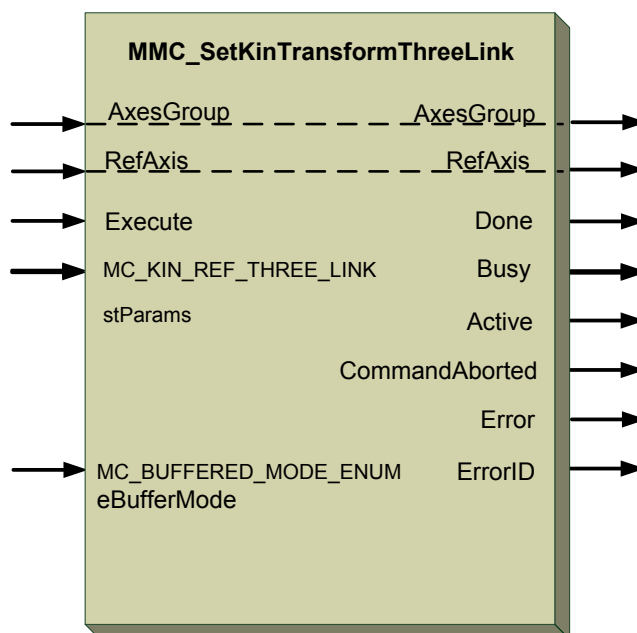 MMC_SetKinTransformThreeLink
AxesGroup AxesGroup
RefAxis RefAxis
Execute Done
MC_KIN_REF_THREE_LINK Busy
stParams Active
CommandAborted
Error
MC_BUFFERED_MODE_ENUM ErrorID
eBufferMode